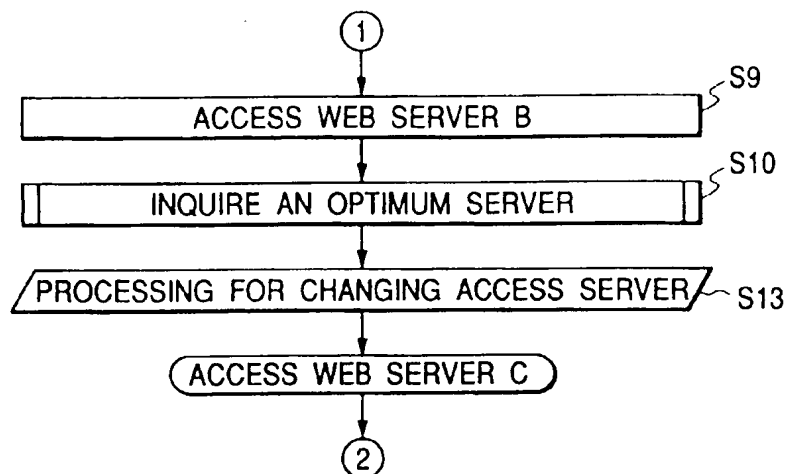 1
ACCESS WEB SERVER B
S9
INQUIRE AN OPTIMUM SERVER
S10
PROCESSING FOR CHANGING ACCESS SERVER
S13
ACCESS WEB SERVER C
2